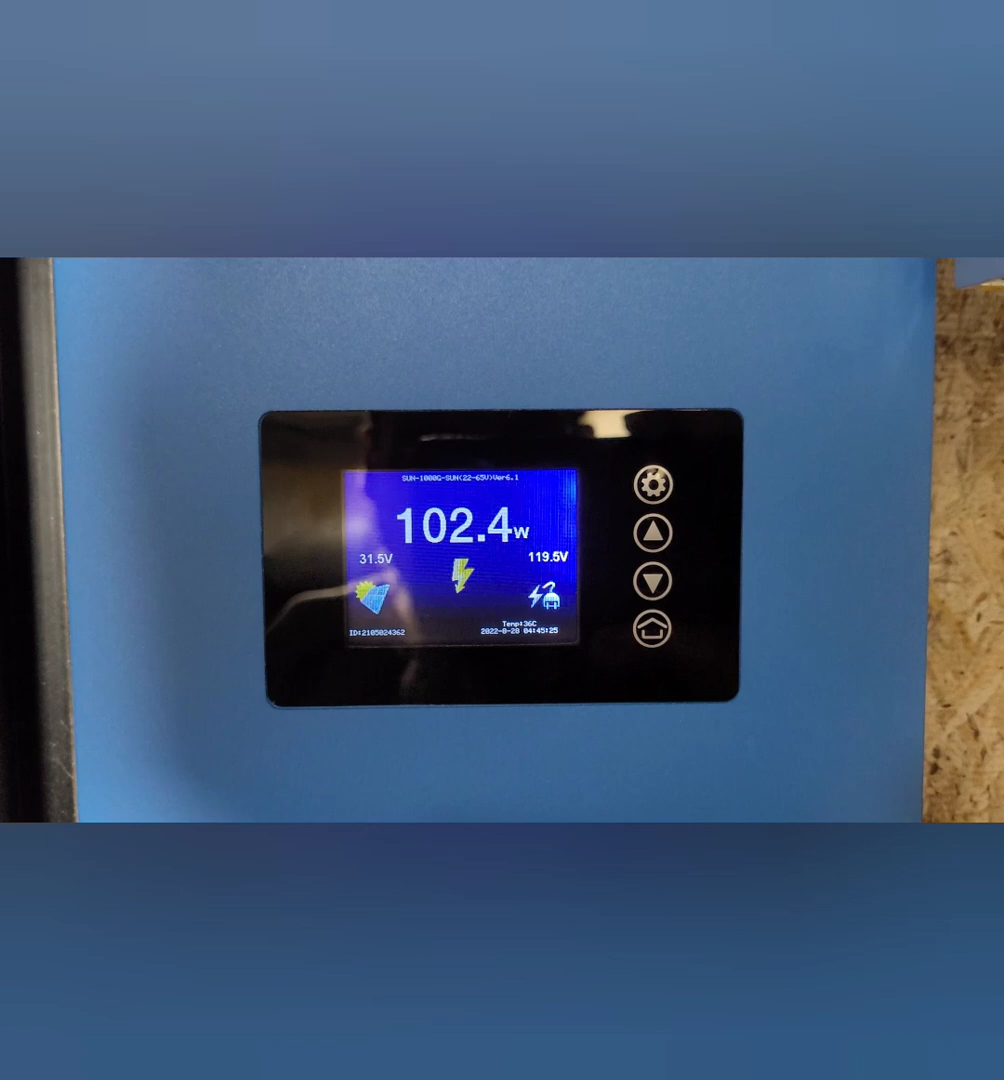 SUN-1000G-SUN(22-65V)Ver6.1
102.4W
31.5V
119.5V
Temp:36C
ID:2105024362
2022-8-28 04:45:25